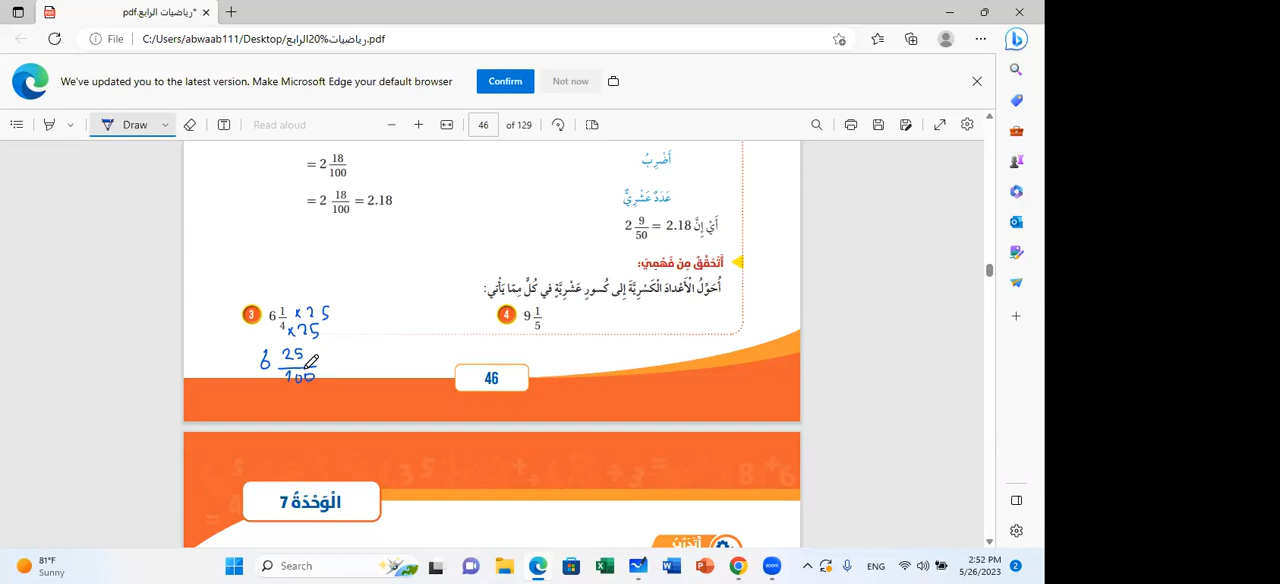 رياضيات الرابع.pdf*
File
C:/Users/abwaab111/Desktop/رياضيات%20الرابع.pdf
We've updated you to the latest version. Make Microsoft Edge your default browser
Confirm
Not now
Draw
Read aloud
46 of 129
= 2 18/100
أَضْرِبُ
= 2 18/100 = 2.18
عَدَدٌ عَشْرِيٌّ
أَيْ إِنَّ 2 9/50 = 2.18
أَتَحَقَّقُ مِنْ فَهْمِيَ:
أُحَوِّلُ الْأَعْدادَ الْكَسْرِيَّةَ إِلى كُسورٍ عَشْرِيَّةٍ في كُلٍّ مِمّا يَأْتي:
3 6 1/4 ×25 ×25
4 9 1/5
6 25/100
46
الْوَحْدَةُ 7
أَتَدَرَّبُ
81°F
Sunny
Search
ENG
2:52 PM
5/26/2023
2